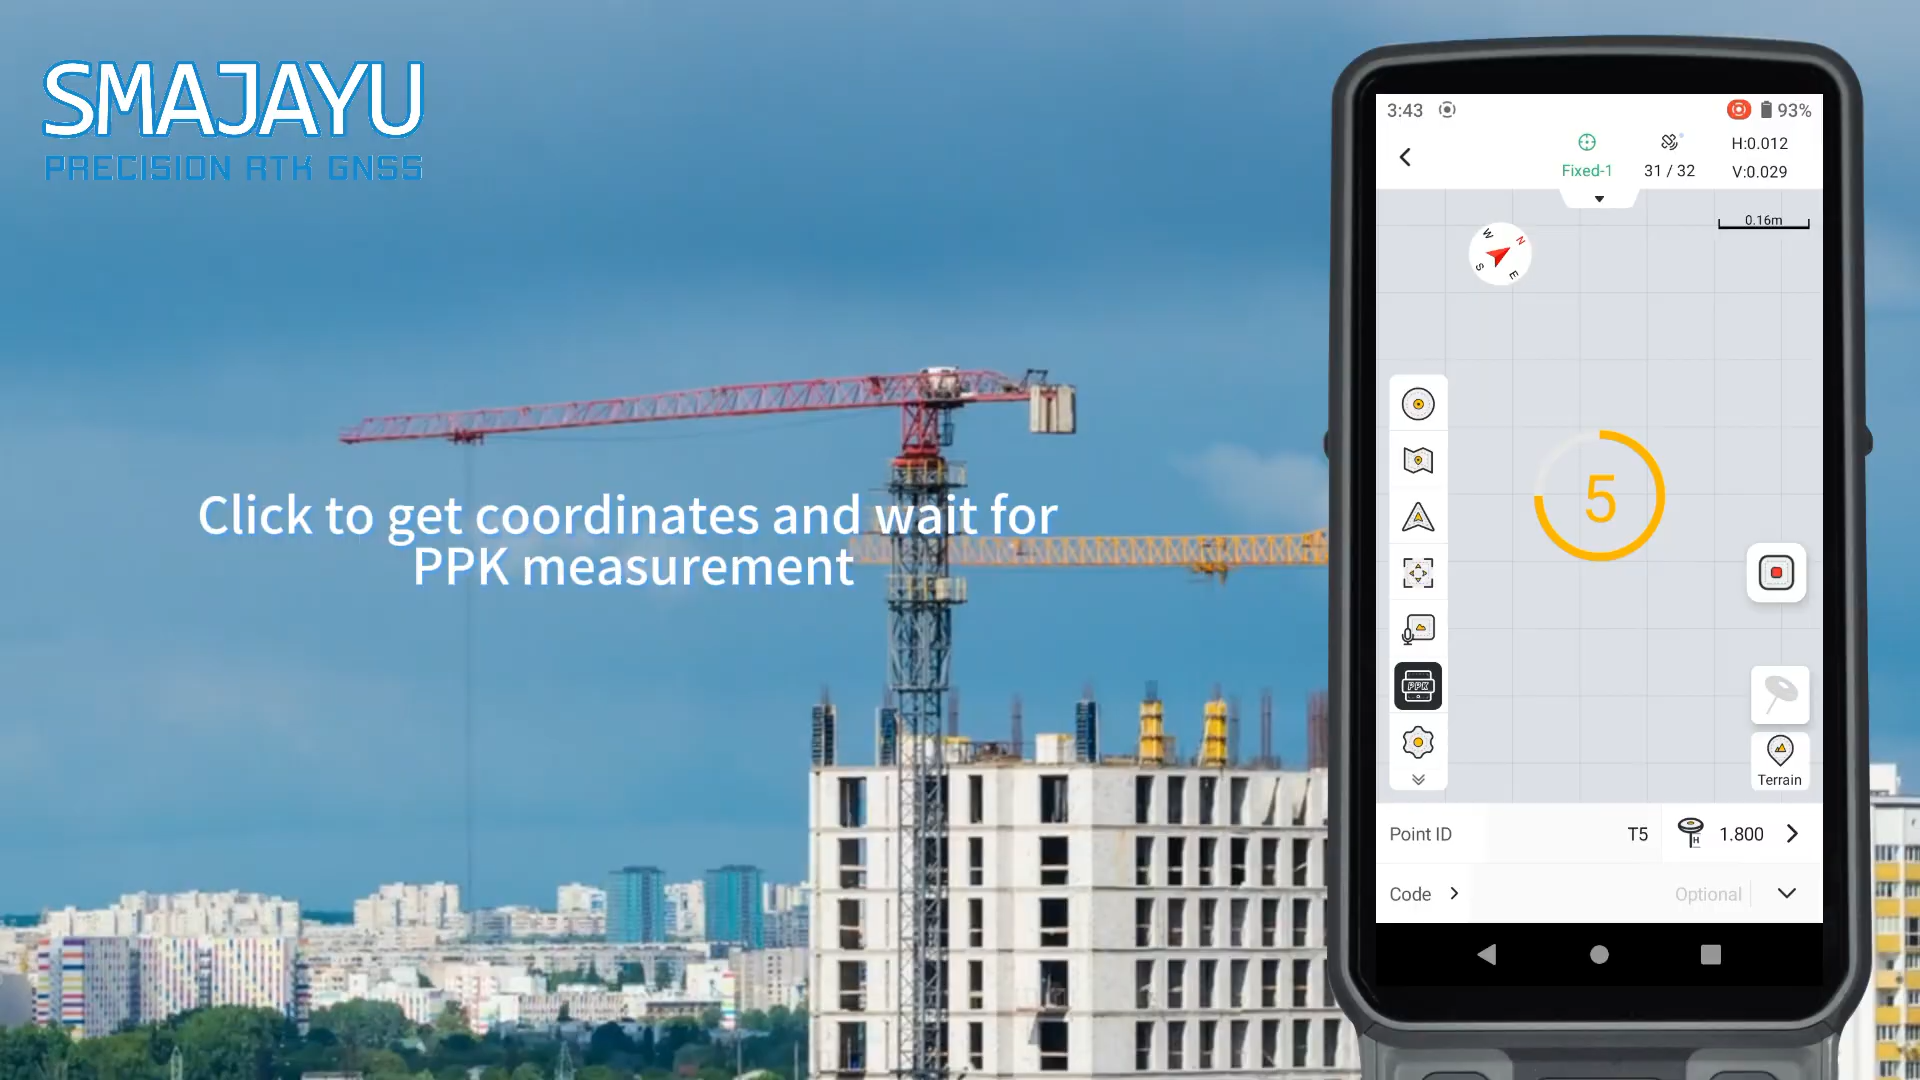 SMAJAYU
PRECISION RTK GNSS
Click to get coordinates and wait for
PPK measurement
3:43
93%
Fixed-1
31 / 32
H:0.012
V:0.029
0.16m
W
N
S
E
5
PPK
Terrain
Point ID
T5
H
1.800
Code
Optional